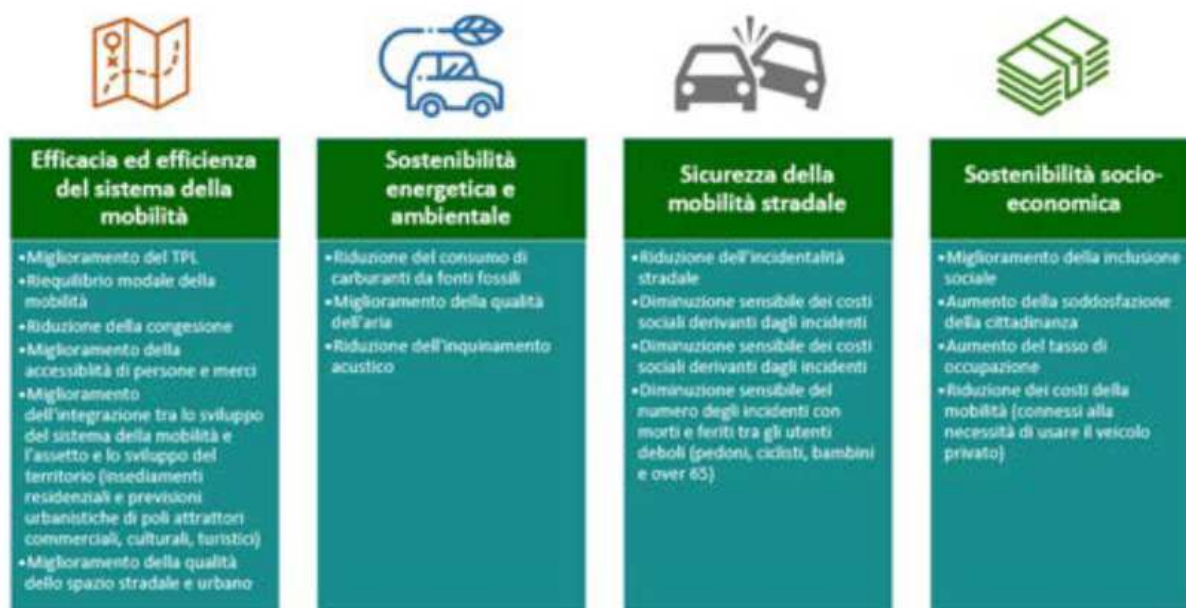 Efficacia ed efficienza
del sistema della
mobilità
•Miglioramento del TPL
•Riequilibrio modale della
mobilità
•Riduzione della congesione
•Miglioramento della
accessiblità di persone e merci
•Miglioramento
dell'integrazione tra lo sviluppo
del sistema della mobilità e
l'assetto e lo sviluppo del
territorio (insediamenti
residenziali e previsioni
urbanistiche di poli attrattori
commerciali, culturali, turistici)
•Miglioramento della qualità
dello spazio stradale e urbano
Sostenibilità
energetica e
ambientale
•Riduzione del consumo di
carburanti da fonti fossili
•Miglioramento della qualità
dell'aria
•Riduzione dell'inquinamento
acustico
Sicurezza della
mobilità stradale
•Riduzione dell'incidentalità
stradale
•Diminuzione sensibile dei costi
sociali derivanti dagli incidenti
•Diminuzione sensibile dei costi
sociali derivanti dagli incidenti
•Diminuzione sensibile del
numero degli incidenti con
morti e feriti tra gli utenti
deboli (pedoni, ciclisti, bambini
e over 65)
Sostenibilità socio-
economica
•Miglioramento della inclusione
sociale
•Aumento della soddosfazione
della cittadinanza
•Aumento del tasso di
occupazione
•Riduzione dei costi della
mobilità (connessi alla
necessità di usare il veicolo
privato)